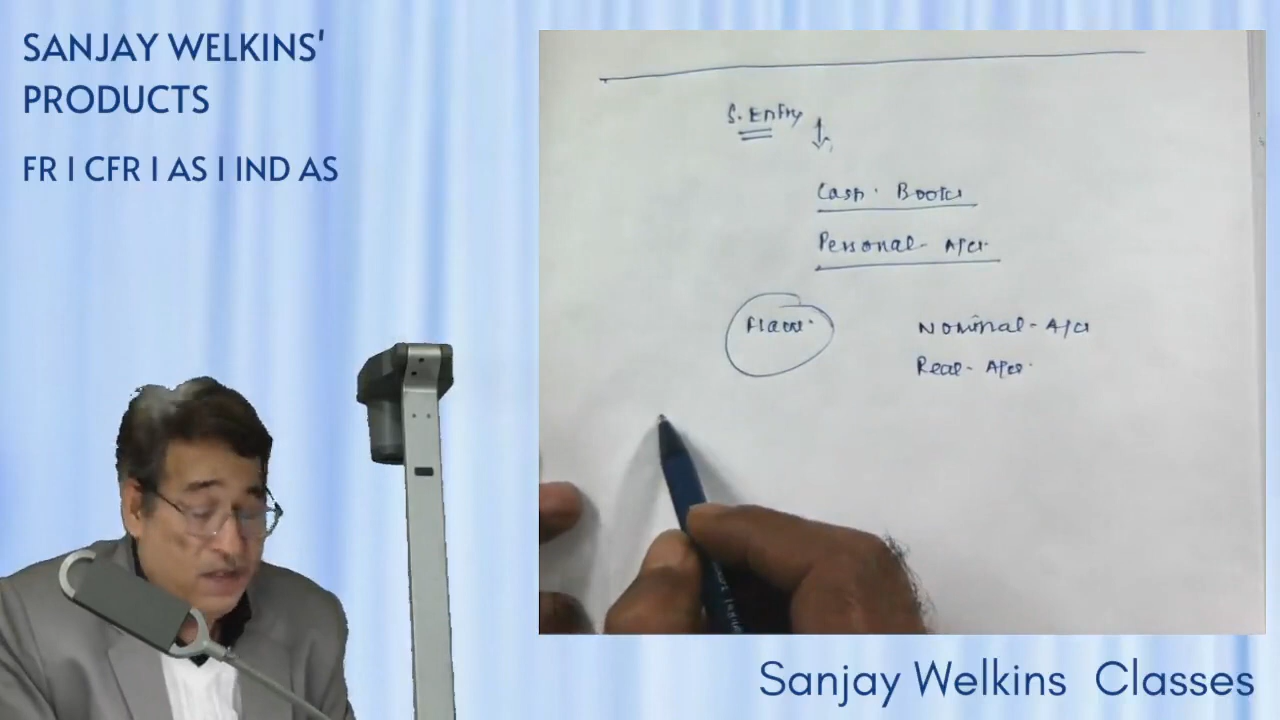 SANJAY WELKINS'
PRODUCTS
FR I CFR I AS I IND AS
S. Entry
Cash. Book
Personal- A/cs.
Nominal- A/cs
Real- A/cs.
Sanjay Welkins Classes